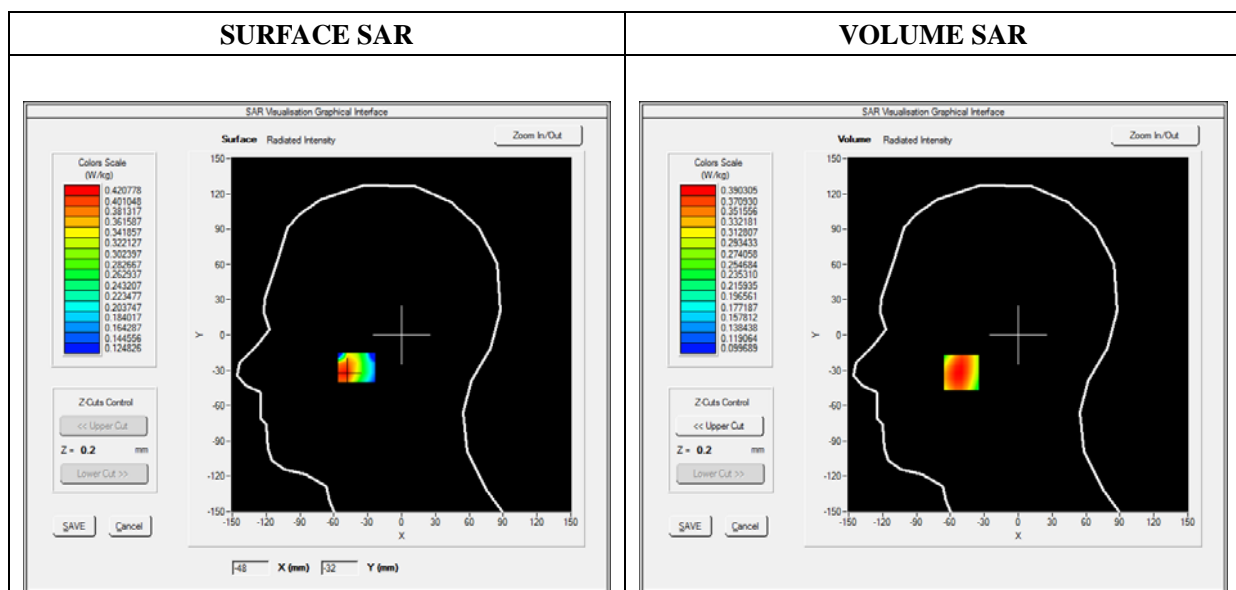 SURFACE SAR
VOLUME SAR
SAR Visualisation Graphical Interface
Surface Radiated Intensity
Zoom In/Out
Colors Scale
(W/kg)
0.420778
0.401048
0.381317
0.361587
0.341857
0.322127
0.302397
0.282667
0.262937
0.243207
0.223477
0.203747
0.184017
0.164287
0.144556
0.124826
Z-Cuts Control
<< Upper Cut
Z = 0.2 mm
Lower Cut >>
SAVE Cancel
150
120
90
60
30
Y 0
-30
-60
-90
-120
-150
-150 -120 -90 -60 -30 0 30 60 90 120 150
X
-48 X (mm) -32 Y (mm)
SAR Visualisation Graphical Interface
Volume Radiated Intensity
Zoom In/Out
Colors Scale
(W/kg)
0.390305
0.370930
0.351556
0.332181
0.312807
0.293433
0.274058
0.254684
0.235310
0.215935
0.196561
0.177187
0.157812
0.138438
0.119064
0.099689
Z-Cuts Control
<< Upper Cut
Z = 0.2 mm
Lower Cut >>
SAVE Cancel
150
120
90
60
30
Y 0
-30
-60
-90
-120
-150
-150 -120 -90 -60 -30 0 30 60 90 120 150
X